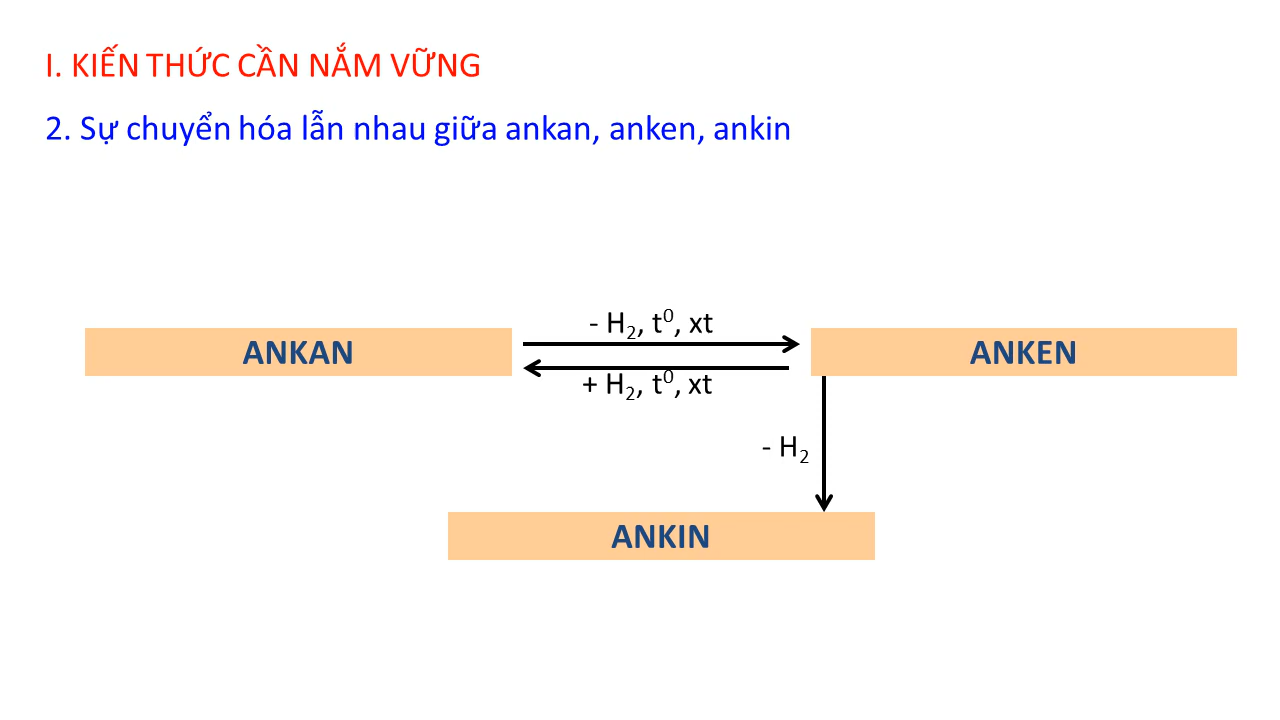 I. KIẾN THỨC CẦN NẮM VỮNG
2. Sự chuyển hóa lẫn nhau giữa ankan, anken, ankin
- H₂, t⁰, xt
ANKAN
ANKEN
+ H₂, t⁰, xt
- H₂
ANKIN